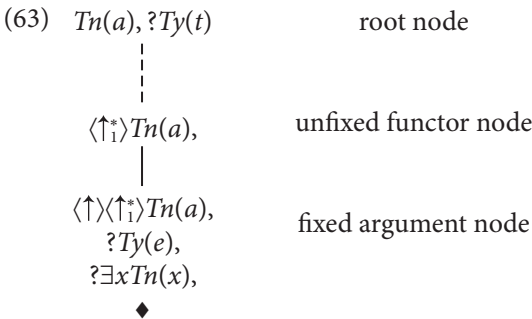 (63) Tn(a), ?Ty(t) root node
⟨↑₁*⟩Tn(a), unfixed functor node
⟨↑⟩⟨↑₁*⟩Tn(a), fixed argument node
?Ty(e),
?∃xTn(x),
♦